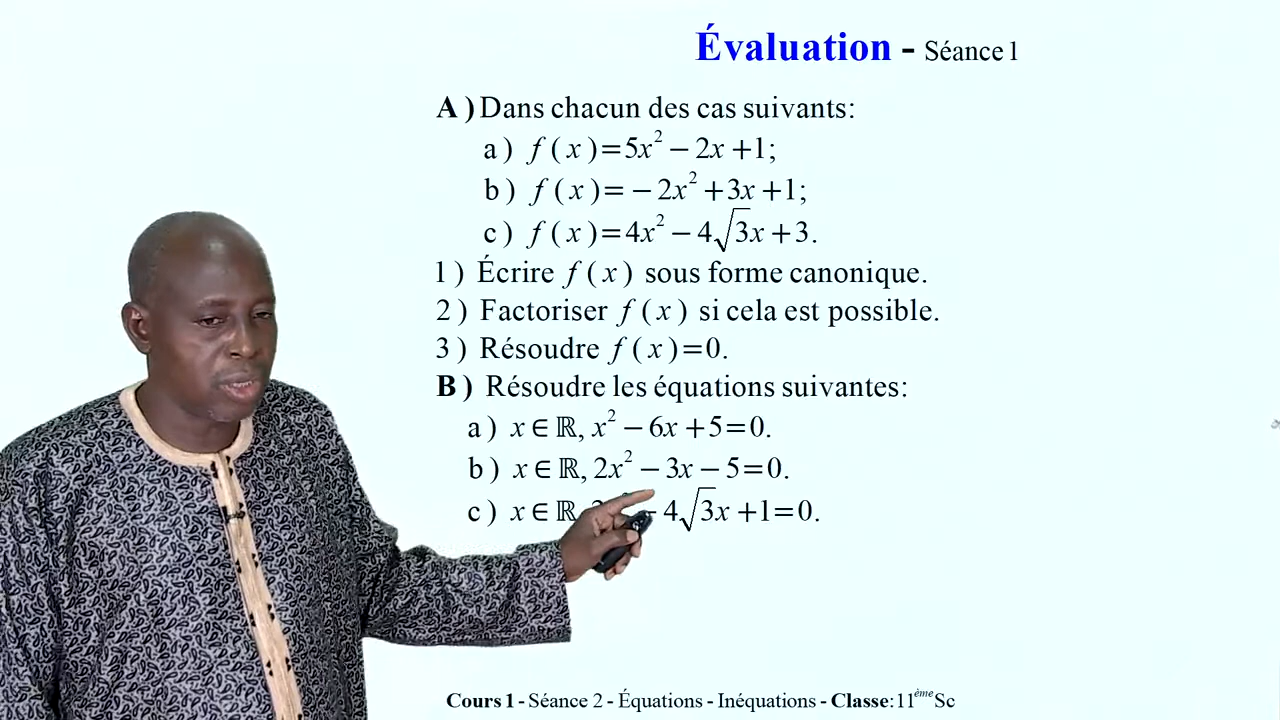 Évaluation - Séance 1
A ) Dans chacun des cas suivants:
a ) f ( x )=5x² − 2x +1;
b ) f ( x )= − 2x² +3x +1;
c ) f ( x )=4x² − 4√3x +3.
1 ) Écrire f ( x ) sous forme canonique.
2 ) Factoriser f ( x ) si cela est possible.
3 ) Résoudre f ( x )=0.
B ) Résoudre les équations suivantes:
a ) x ∈ ℝ, x² − 6x +5=0.
b ) x ∈ ℝ, 2x² − 3x − 5=0.
c ) x ∈ ℝ, − 4√3x +1=0.
Cours 1 - Séance 2 - Équations - Inéquations - Classe:11ème Sc